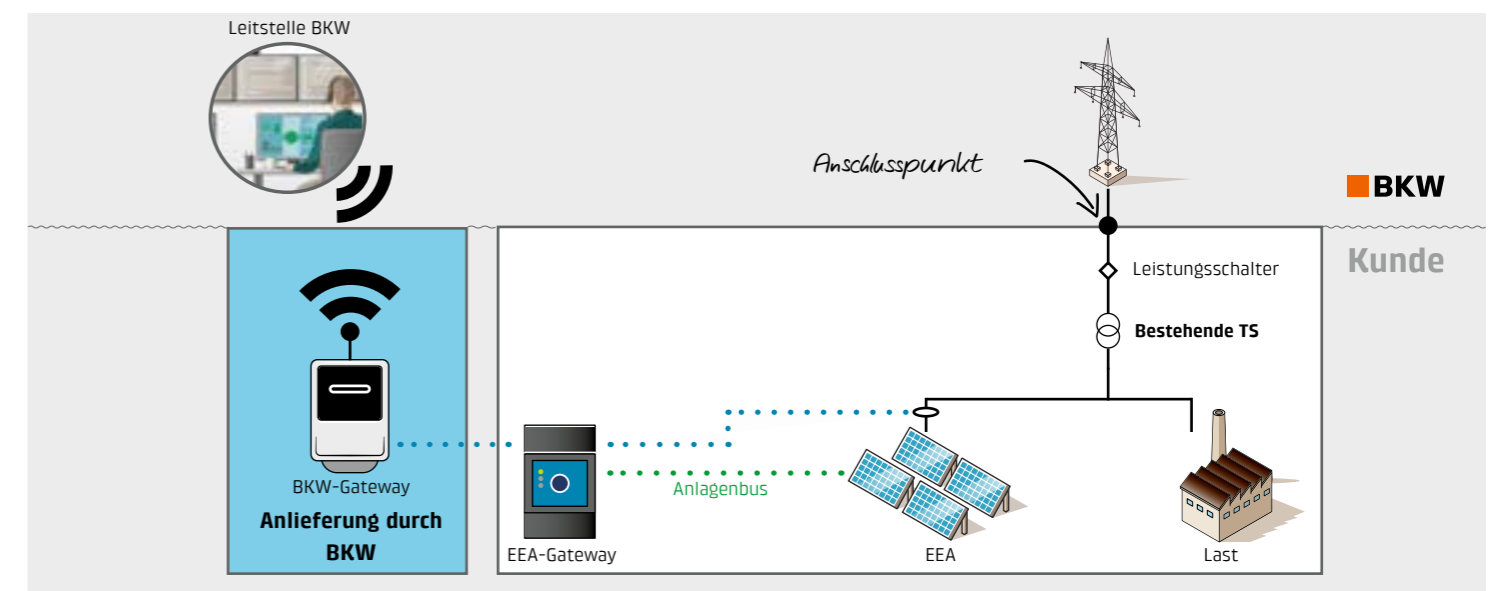 Leitstelle BKW
Anschlusspunkt
BKW
Kunde
Leistungsschalter
Bestehende TS
BKW-Gateway
Anlieferung durch
BKW
Anlagenbus
EEA-Gateway
EEA
Last